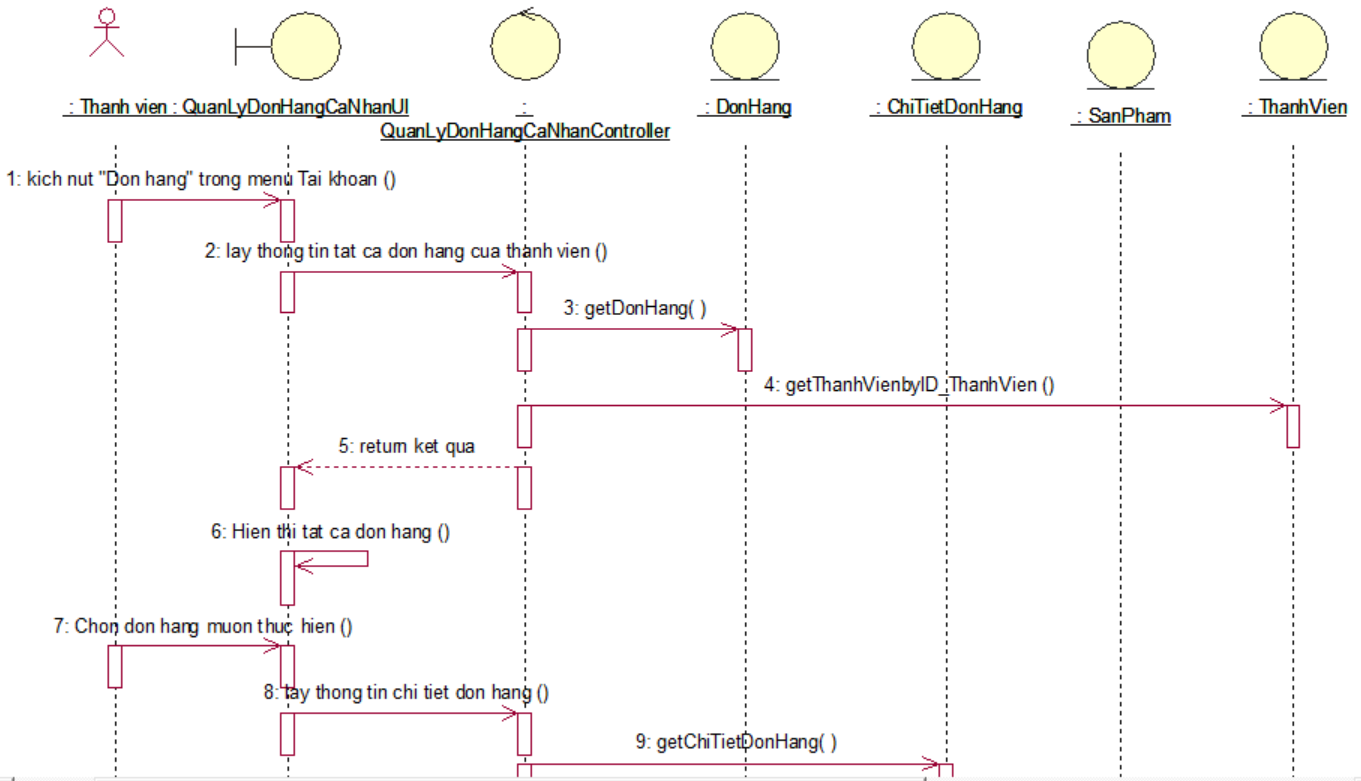 : Thanh vien : QuanLyDonHangCaNhanUI
:
QuanLyDonHangCaNhanController
: DonHang
: ChiTietDonHang
: SanPham
: ThanhVien
1: kich nut "Don hang" trong menu Tai khoan ()
2: lay thong tin tat ca don hang cua thanh vien ()
3: getDonHang( )
4: getThanhVienbyID_ThanhVien ()
5: return ket qua
6: Hien thi tat ca don hang ()
7: Chon don hang muon thuc hien ()
8: lay thong tin chi tiet don hang ()
9: getChiTietDonHang( )